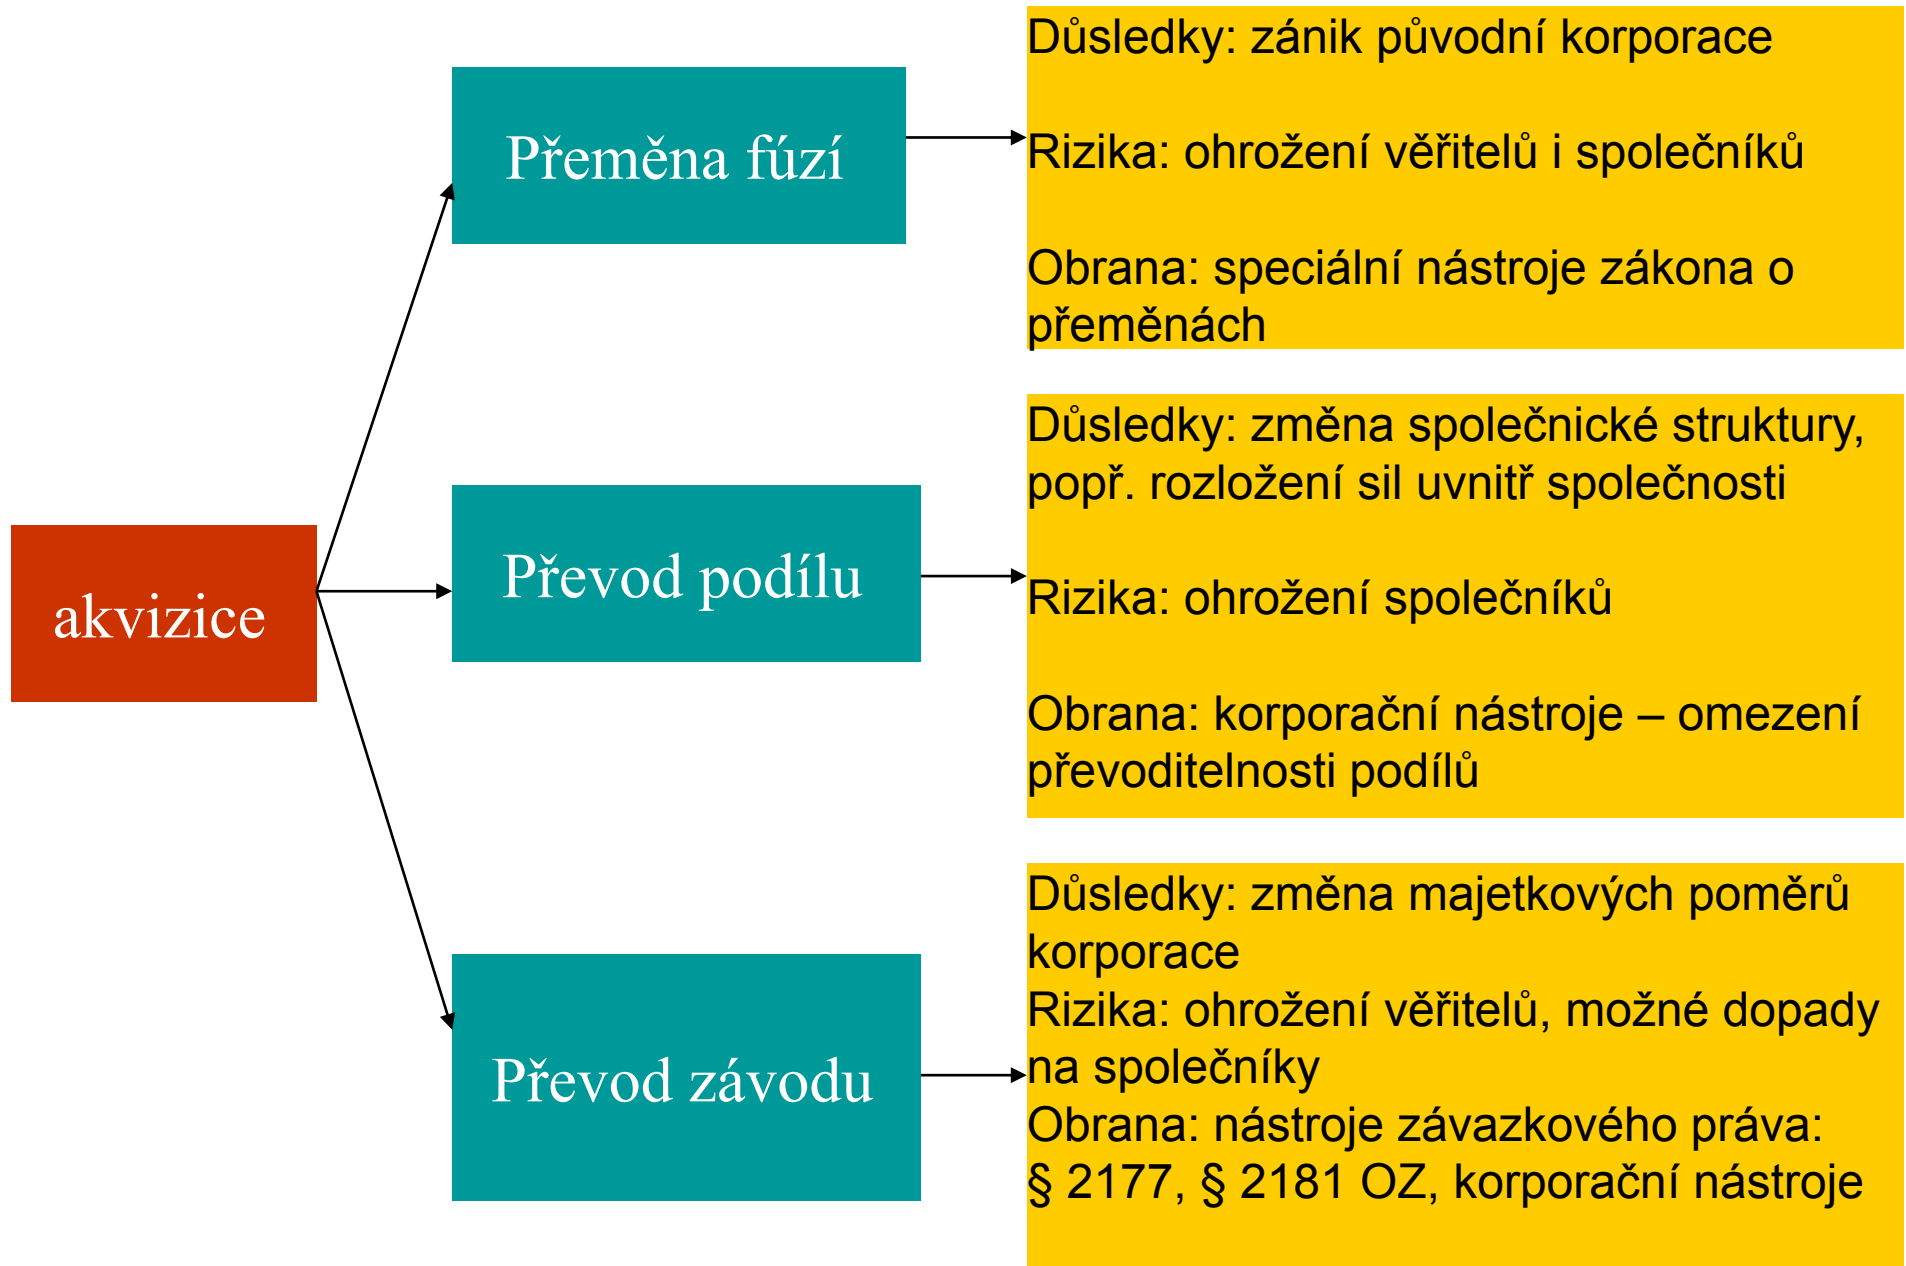 akvizice
Přeměna fúzí
Důsledky: zánik původní korporace
Rizika: ohrožení věřitelů i společníků
Obrana: speciální nástroje zákona o
přeměnách
Převod podílu
Důsledky: změna společnické struktury,
popř. rozložení sil uvnitř společnosti
Rizika: ohrožení společníků
Obrana: korporační nástroje – omezení
převoditelnosti podílů
Převod závodu
Důsledky: změna majetkových poměrů
korporace
Rizika: ohrožení věřitelů, možné dopady
na společníky
Obrana: nástroje závazkového práva:
§ 2177, § 2181 OZ, korporační nástroje